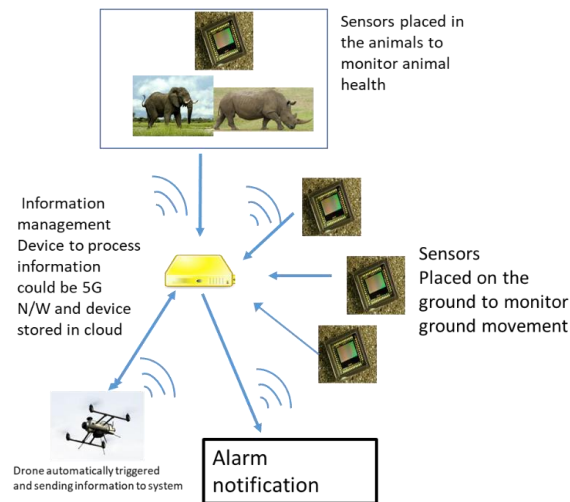 Sensors placed in
the animals to
monitor animal
health
Information
management
Device to process
information
could be 5G
N/W and device
stored in cloud
Sensors
Placed on the
ground to monitor
ground movement
Drone automatically triggered
and sending information to system
Alarm
notification